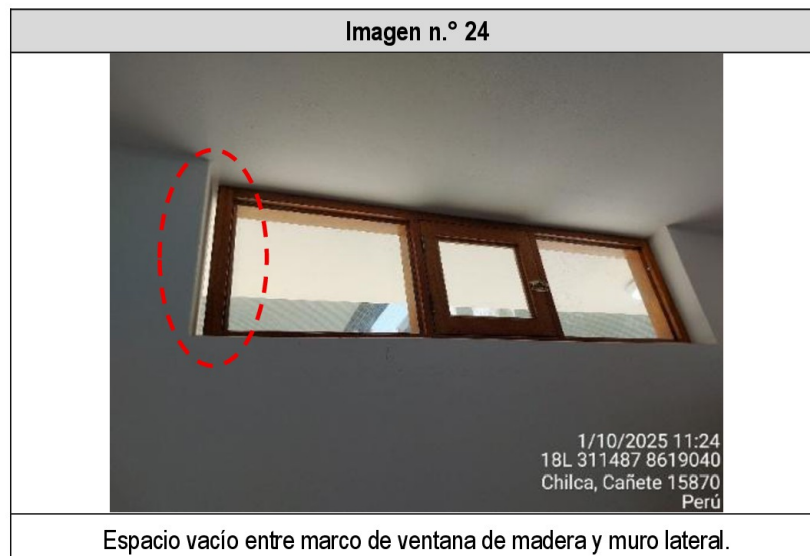 Imagen n.° 24
1/10/2025 11:24
18L 311487 8619040
Chilca, Cañete 15870
Perú
Espacio vacío entre marco de ventana de madera y muro lateral.